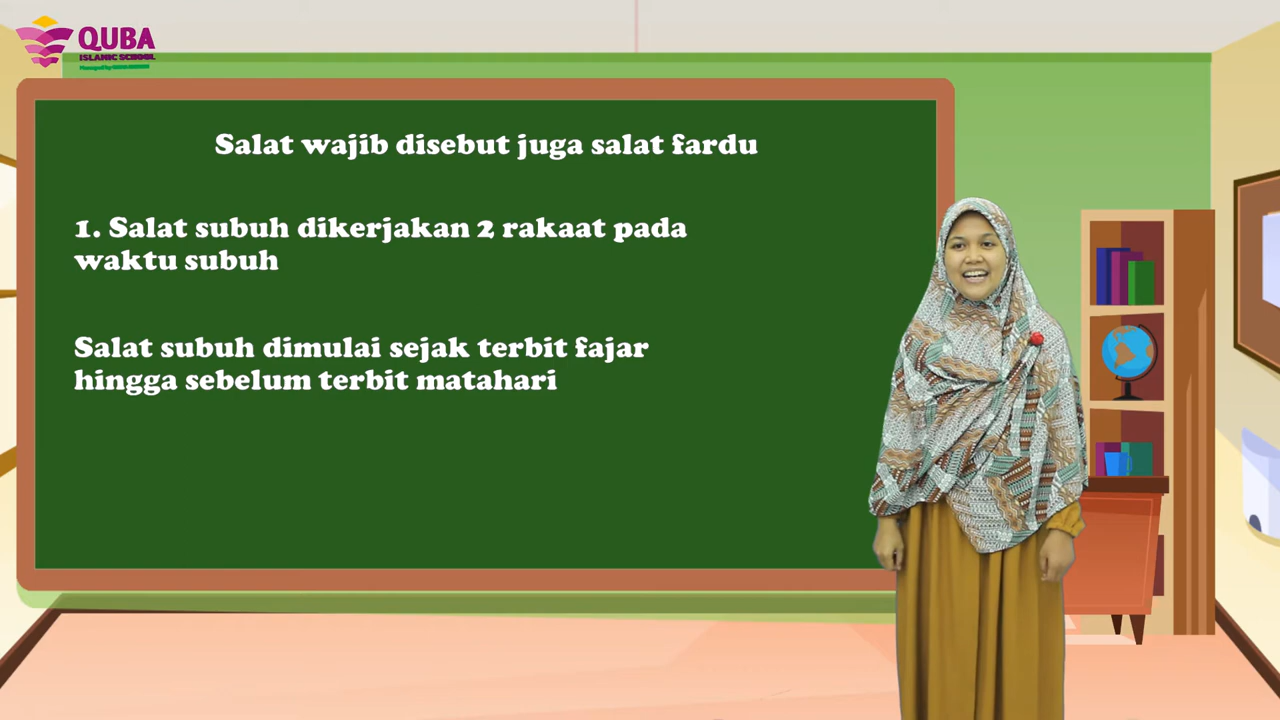 QUBA
ISLANIC SCHOOL
Salat wajib disebut juga salat fardu
1. Salat subuh dikerjakan 2 rakaat pada
waktu subuh
Salat subuh dimulai sejak terbit fajar
hingga sebelum terbit matahari